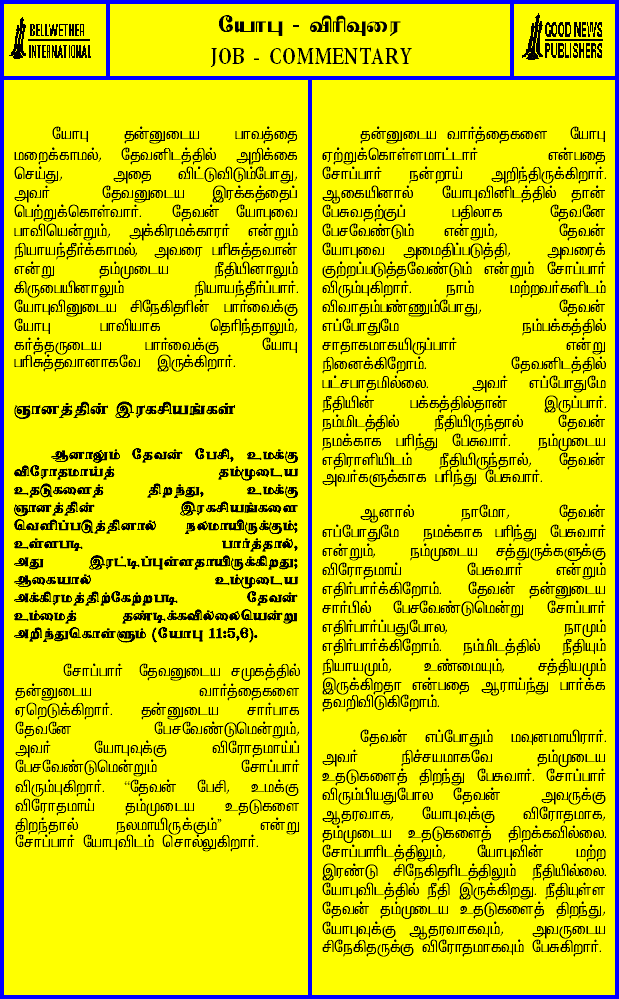 BELLWETHER
INTERNATIONAL
யோபு - விரிவுரை
JOB - COMMENTARY
GOOD NEWS
PUBLISHERS
யோபு தன்னுடைய பாவத்தை
மறைக்காமல், தேவனிடத்தில் அறிக்கை
செய்து, அதை விட்டுவிடும்போது,
அவர் தேவனுடைய இரக்கத்தைப்
பெற்றுக்கொள்வார். தேவன் யோபுவை
பாவியென்றும், அக்கிரமக்காரர் என்றும்
நியாயந்தீர்க்காமல், அவரை பரிசுத்தவான்
என்று தம்முடைய நீதியினாலும்
கிருபையினாலும் நியாயந்தீர்ப்பார்.
யோபுவினுடைய சிநேகிதரின் பார்வைக்கு
யோபு பாவியாக தெரிந்தாலும்,
கர்த்தருடைய பார்வைக்கு யோபு
பரிசுத்தவானாகவே இருக்கிறார்.
ஞானத்தின் இரகசியங்கள்
ஆனாலும் தேவன் பேசி, உமக்கு
விரோதமாய்த் தம்முடைய
உதடுகளைத் திறந்து, உமக்கு
ஞானத்தின் இரகசியங்களை
வெளிப்படுத்தினால் நலமாயிருக்கும்;
உள்ளபடி பார்த்தால்,
அது இரட்டிப்புள்ளதாயிருக்கிறது;
ஆகையால் உம்முடைய
அக்கிரமத்திற்கேற்றபடி தேவன்
உம்மைத் தண்டிக்கவில்லையென்று
அறிந்துகொள்ளும் (யோபு 11:5,6).
சோப்பார் தேவனுடைய சமுகத்தில்
தன்னுடைய வார்த்தைகளை
ஏறெடுக்கிறார். தன்னுடைய சார்பாக
தேவனே பேசவேண்டுமென்றும்,
அவர் யோபுவுக்கு விரோதமாய்ப்
பேசவேண்டுமென்றும் சோப்பார்
விரும்புகிறார். “தேவன் பேசி, உமக்கு
விரோதமாய் தம்முடைய உதடுகளை
திறந்தால் நலமாயிருக்கும்” என்று
சோப்பார் யோபுவிடம் சொல்லுகிறார்.
தன்னுடைய வார்த்தைகளை யோபு
ஏற்றுக்கொள்ளமாட்டார் என்பதை
சோப்பார் நன்றாய் அறிந்திருக்கிறார்.
ஆகையினால் யோபுவினிடத்தில் தான்
பேசுவதற்குப் பதிலாக தேவனே
பேசவேண்டும் என்றும், தேவன்
யோபுவை அமைதிப்படுத்தி, அவரைக்
குற்றப்படுத்தவேண்டும் என்றும் சோப்பார்
விரும்புகிறார். நாம் மற்றவர்களிடம்
விவாதம்பண்ணும்போது, தேவன்
எப்போதுமே நம்பக்கத்தில்
சாதாகமாகயிருப்பார் என்று
நினைக்கிறோம். தேவனிடத்தில்
பட்சபாதமில்லை. அவர் எப்போதுமே
நீதியின் பக்கத்தில்தான் இருப்பார்.
நம்மிடத்தில் நீதியிருந்தால் தேவன்
நமக்காக பரிந்து பேசுவார். நம்முடைய
எதிராளியிடம் நீதியிருந்தால், தேவன்
அவர்களுக்காக பரிந்து பேசுவார்.
ஆனால் நாமோ, தேவன்
எப்போதுமே நமக்காக பரிந்து பேசுவார்
என்றும், நம்முடைய சத்துருக்களுக்கு
விரோதமாய் பேசுவார் என்றும்
எதிர்பார்க்கிறோம். தேவன் தன்னுடைய
சார்பில் பேசவேண்டுமென்று சோப்பார்
எதிர்பார்ப்பதுபோல, நாமும்
எதிர்பார்க்கிறோம். நம்மிடத்தில் நீதியும்
நியாயமும், உண்மையும், சத்தியமும்
இருக்கிறதா என்பதை ஆராய்ந்து பார்க்க
தவறிவிடுகிறோம்.
தேவன் எப்போதும் மவுனமாயிரார்.
அவர் நிச்சயமாகவே தம்முடைய
உதடுகளைத் திறந்து பேசுவார். சோப்பார்
விரும்பியதுபோல தேவன் அவருக்கு
ஆதரவாக, யோபுவுக்கு விரோதமாக,
தம்முடைய உதடுகளைத் திறக்கவில்லை.
சோப்பாரிடத்திலும், யோபுவின் மற்ற
இரண்டு சிநேகிதரிடத்திலும் நீதியில்லை.
யோபுவிடத்தில் நீதி இருக்கிறது. நீதியுள்ள
தேவன் தம்முடைய உதடுகளைத் திறந்து,
யோபுவுக்கு ஆதரவாகவும், அவருடைய
சிநேகிதருக்கு விரோதமாகவும் பேசுகிறார்.